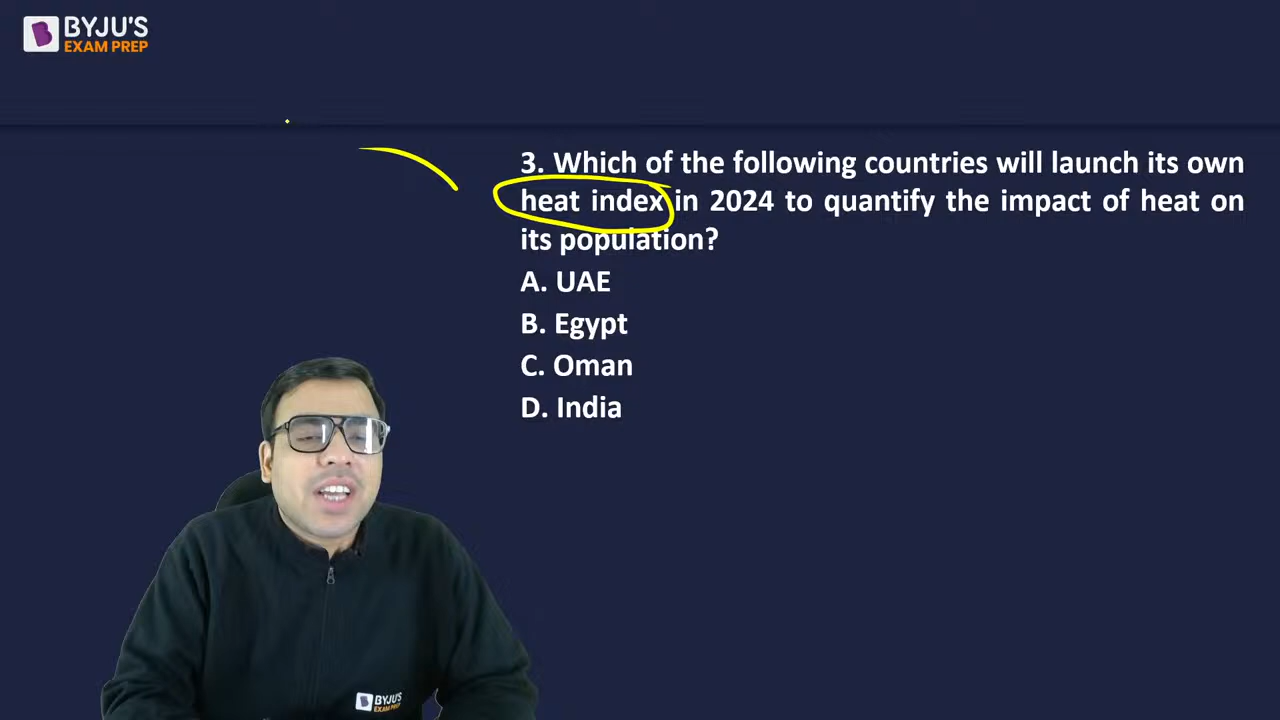 BYJU'S
EXAM PREP
3. Which of the following countries will launch its own
heat index in 2024 to quantify the impact of heat on
its population?
A. UAE
B. Egypt
C. Oman
D. India
BYJU'S
EXAM PREP